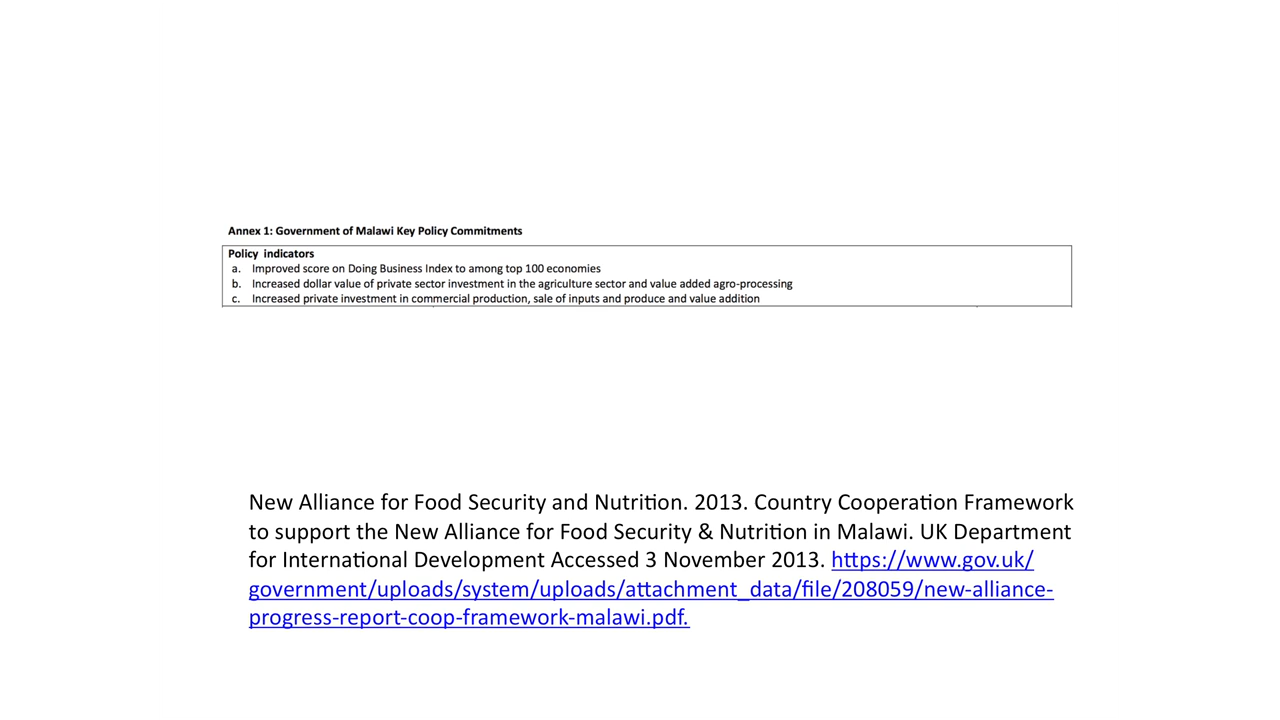 Annex 1: Government of Malawi Key Policy Commitments
Policy indicators
a. Improved score on Doing Business Index to among top 100 economies
b. Increased dollar value of private sector investment in the agriculture sector and value added agro-processing
c. Increased private investment in commercial production, sale of inputs and produce and value addition
New Alliance for Food Security and Nutrition. 2013. Country Cooperation Framework
to support the New Alliance for Food Security & Nutrition in Malawi. UK Department
for International Development Accessed 3 November 2013. https://www.gov.uk/
government/uploads/system/uploads/attachment_data/file/208059/new-alliance-
progress-report-coop-framework-malawi.pdf.